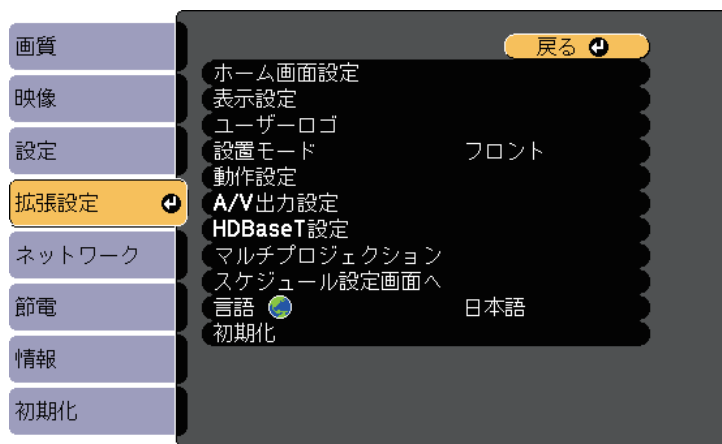 画質
映像
設定
拡張設定
ネットワーク
節電
情報
初期化
戻る
ホーム画面設定
表示設定
ユーザーロゴ
設置モード フロント
動作設定
A/V出力設定
HDBaseT設定
マルチプロジェクション
スケジュール設定画面へ
言語 日本語
初期化